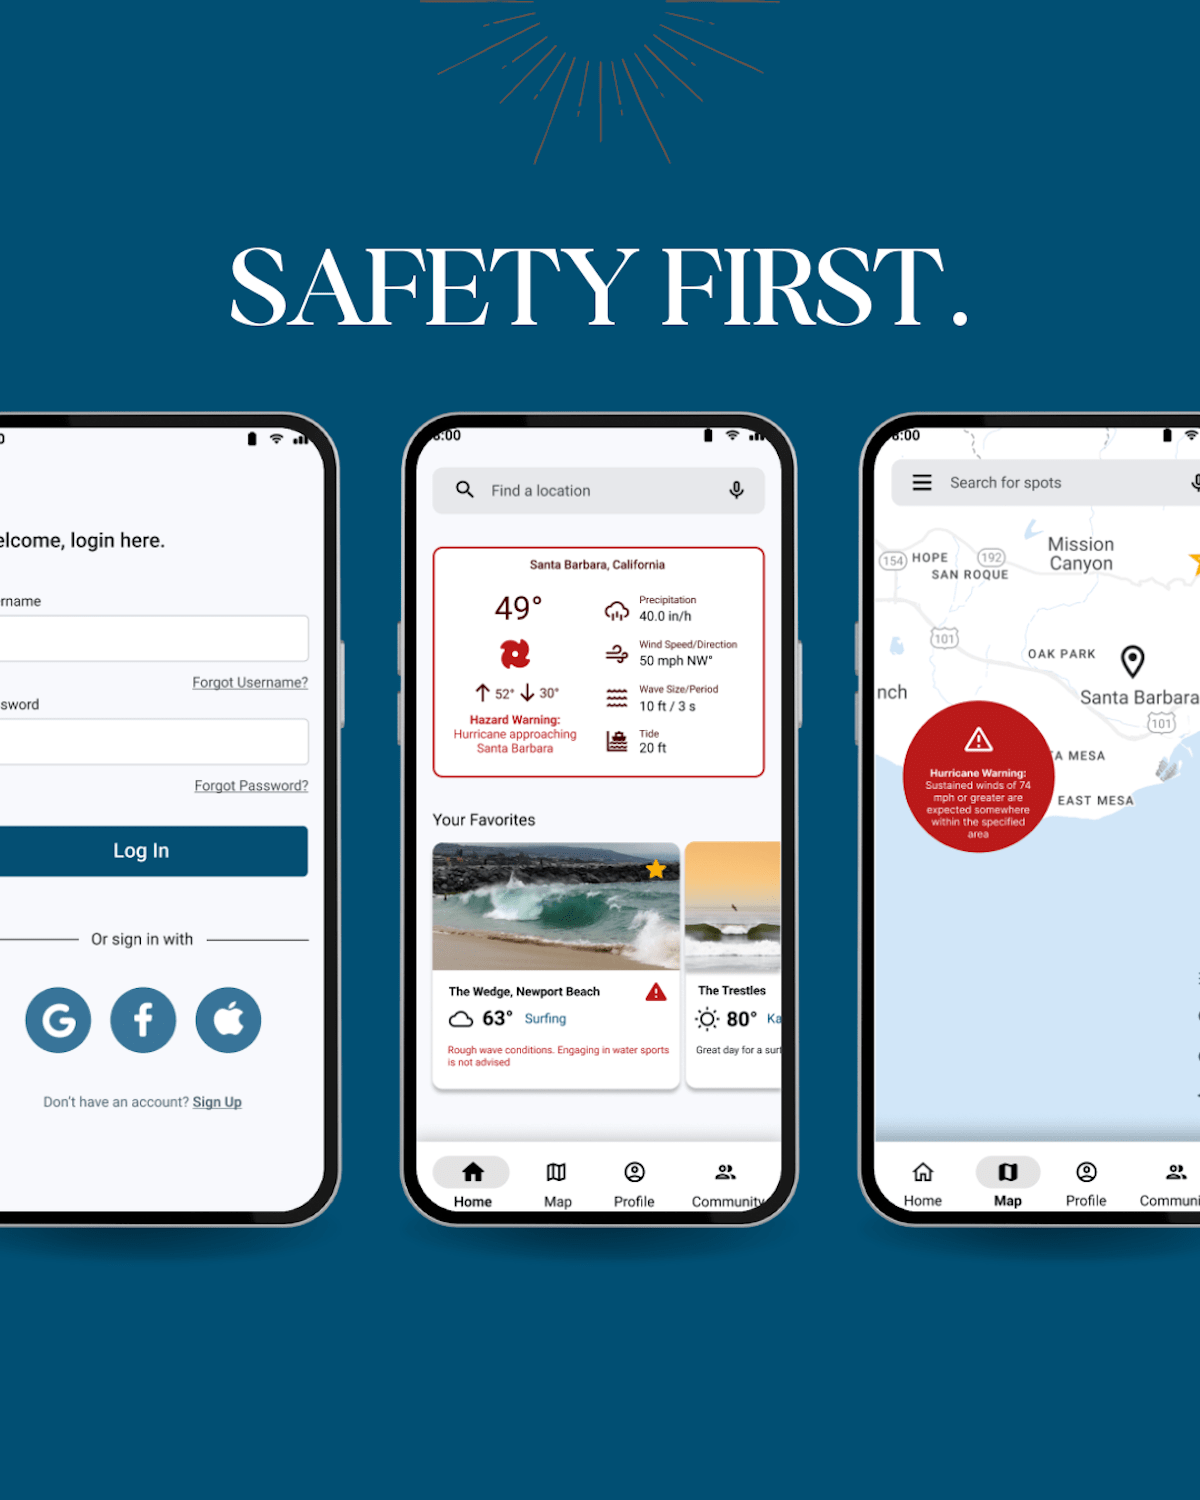 SAFETY FIRST.
elcome, login here.
rname
Forgot Username?
sword
Forgot Password?
Log In
Or sign in with
G f
Don't have an account? Sign Up
:00
Find a location
Santa Barbara, California
49°
52° 30°
Hazard Warning:
Hurricane approaching
Santa Barbara
Precipitation
40.0 in/h
Wind Speed/Direction
50 mph NW°
Wave Size/Period
10 ft / 3 s
Tide
20 ft
Your Favorites
The Wedge, Newport Beach
63° Surfing
Rough wave conditions. Engaging in water sports
is not advised
The Trestles
80° Ka
Great day for a surf
Home Map Profile Community
:00
Search for spots
Mission
Canyon
154 HOPE 192
SAN ROQUE
101
OAK PARK
nch
Santa Barbara
101
A MESA
EAST MESA
Hurricane Warning:
Sustained winds of 74
mph or greater are
expected somewhere
within the specified
area
Home Map Profile Communi